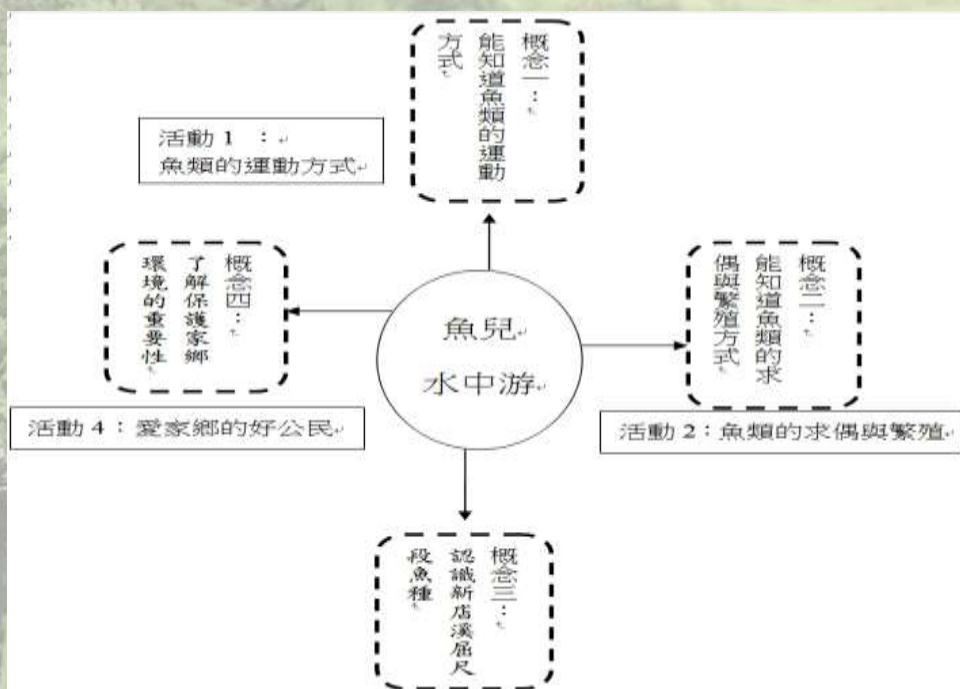 概念一：
能知道魚類的運動
方式
活動 1 ：
魚類的運動方式
概念四：
了解保護家鄉
環境的重要性
魚兒
水中游
概念二：
能知道魚類的求
偶與繁殖方式
活動 4：愛家鄉的好公民
活動 2：魚類的求偶與繁殖
概念三：
認識新店溪屈尺
段魚種